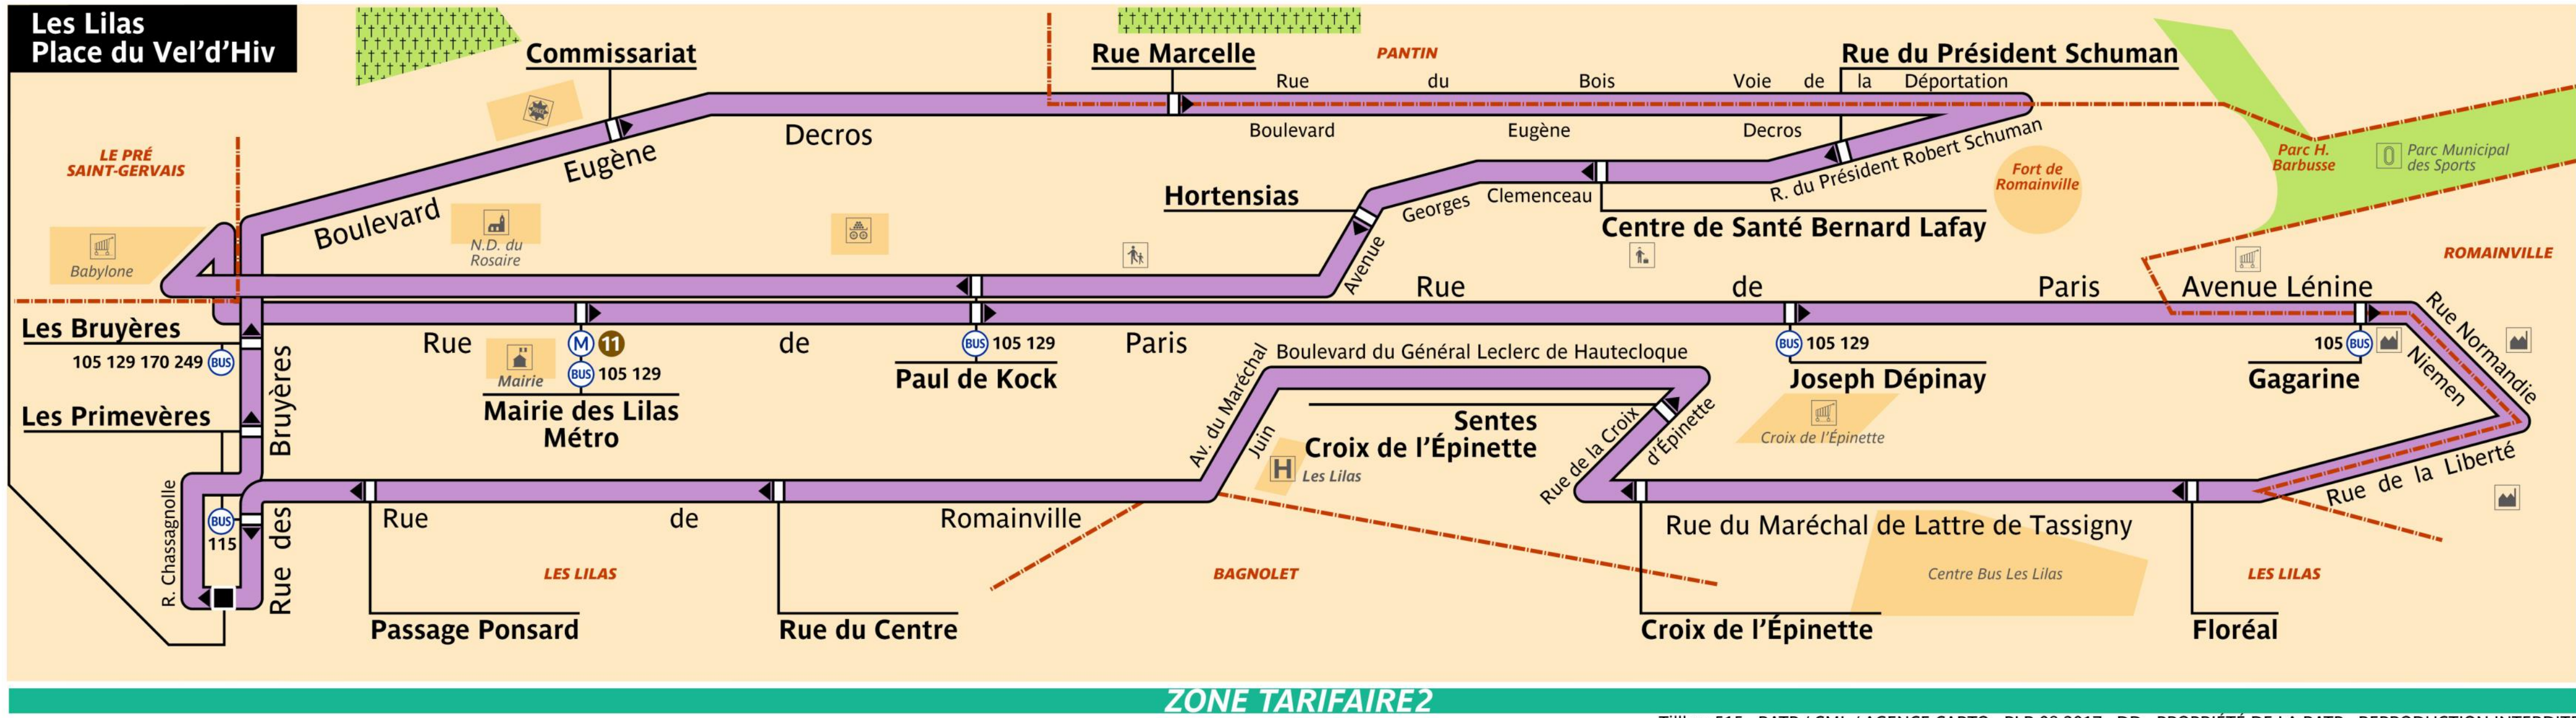 Les Lilas
Place du Vel’d’Hiv
Commissariat
Rue Marcelle
PANTIN
Rue du Président Schuman
Rue du Bois Voie de la Déportation
Decros
Boulevard Eugène Decros
Eugène
Boulevard
LE PRÉ
SAINT-GERVAIS
R. du Président Robert Schuman
Fort de
Romainville
Parc H.
Barbusse
Parc Municipal
des Sports
Hortensias
Georges Clemenceau
Avenue
Centre de Santé Bernard Lafay
N.D. du
Rosaire
Babylone
ROMAINVILLE
Rue de Paris
Avenue Lénine
Rue Normandie
Niemen
Les Bruyères
105 129 170 249 BUS
Rue de Paris
Mairie
M 11
BUS 105 129
Mairie des Lilas
Métro
BUS 105 129
Paul de Kock
Boulevard du Général Leclerc de Hautecloque
BUS 105 129
Joseph Dépinay
105 BUS
Gagarine
Les Primevères
Rue des Bruyères
Av. du Maréchal
Juin
Sentes
Croix de l’Épinette
Rue de la Croix
d’Épinette
Croix de l’Épinette
H Les Lilas
Rue de la Liberté
R. Chassagnolle
BUS
115
Rue de Romainville
Rue du Maréchal de Lattre de Tassigny
LES LILAS
BAGNOLET
Centre Bus Les Lilas
LES LILAS
Passage Ponsard
Rue du Centre
Croix de l’Épinette
Floréal
ZONE TARIFAIRE2